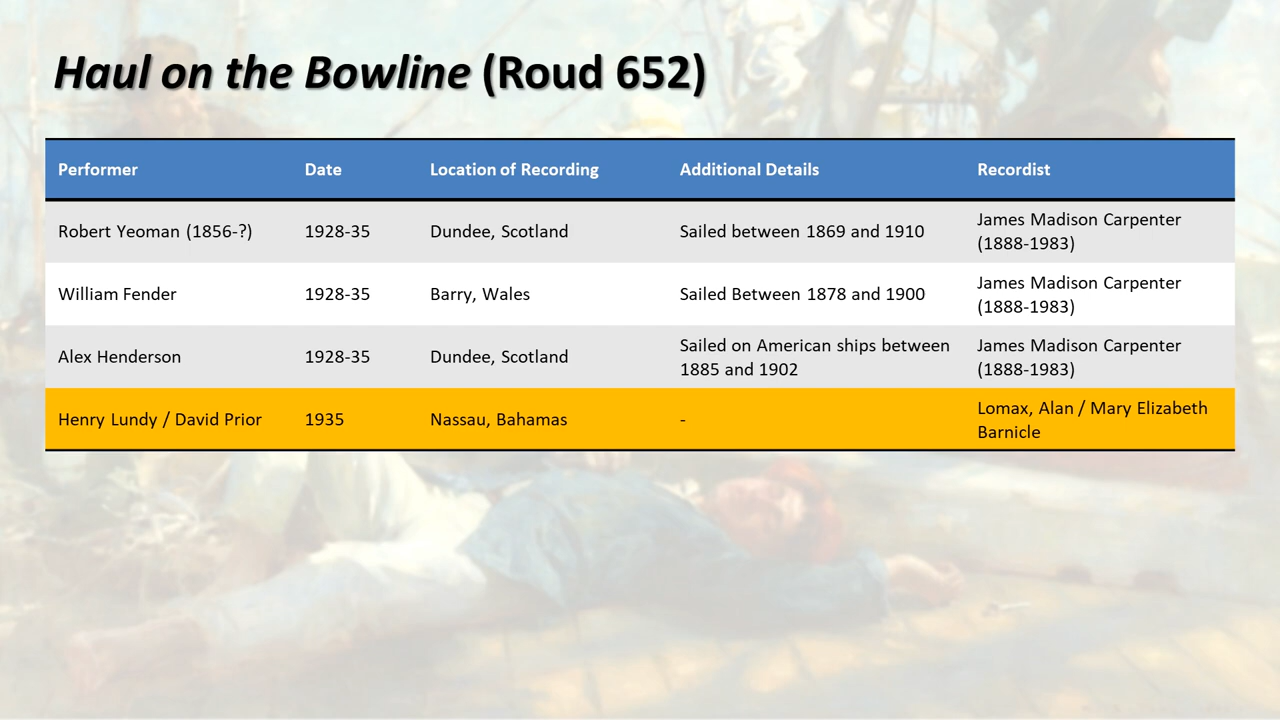 Haul on the Bowline (Roud 652)
Performer Date Location of Recording Additional Details Recordist
Robert Yeoman (1856-?) 1928-35 Dundee, Scotland Sailed between 1869 and 1910 James Madison Carpenter
(1888-1983)
William Fender 1928-35 Barry, Wales Sailed Between 1878 and 1900 James Madison Carpenter
(1888-1983)
Alex Henderson 1928-35 Dundee, Scotland Sailed on American ships between
1885 and 1902 James Madison Carpenter
(1888-1983)
Henry Lundy / David Prior 1935 Nassau, Bahamas - Lomax, Alan / Mary Elizabeth
Barnicle